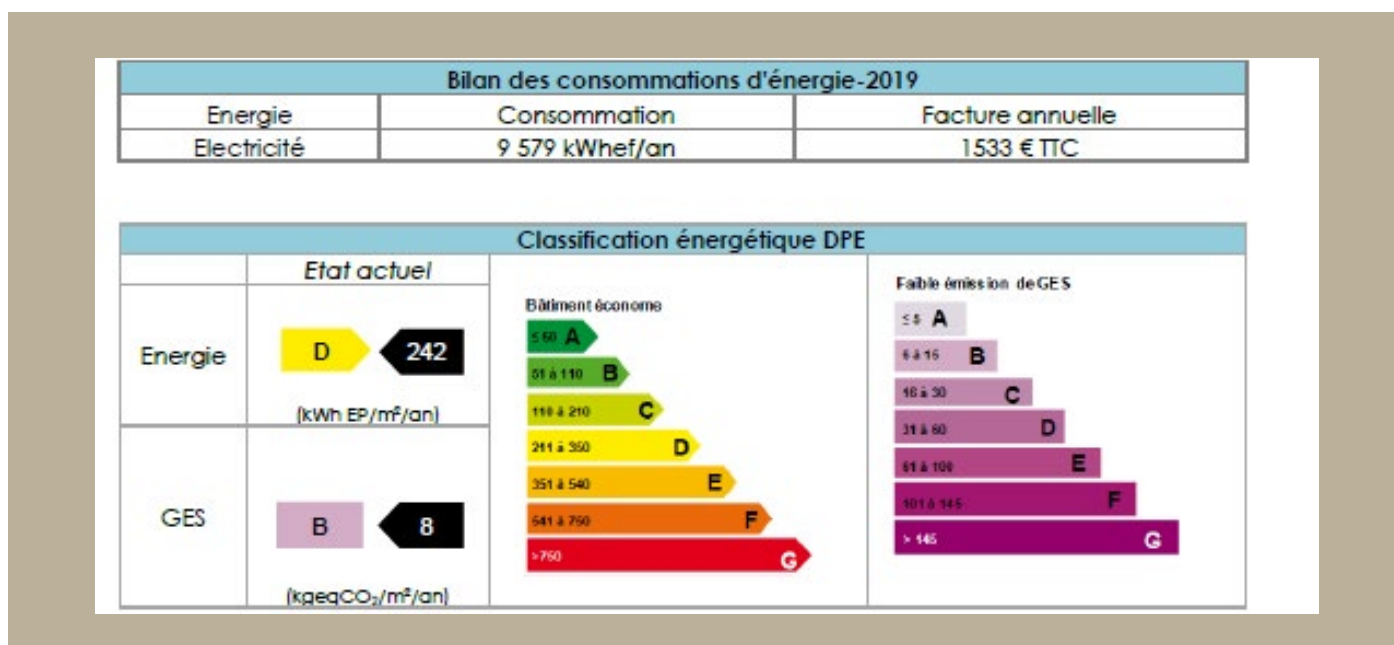 Bilan des consommations d'énergie-2019
Energie Consommation Facture annuelle
Electricité 9 579 kWhef/an 1533 € TTC
Classification énergétique DPE
Etat actuel
Energie
D 242
(kWh EP/m²/an)
GES
B 8
(kgeqCO₂/m²/an)
Bâtiment économe
≤ 50 A
51 à 110 B
110 à 210 C
211 à 350 D
351 à 540 E
541 à 750 F
>750 G
Faible émission de GES
≤ 5 A
6 à 15 B
16 à 30 C
31 à 60 D
61 à 100 E
101 à 145 F
> 145 G